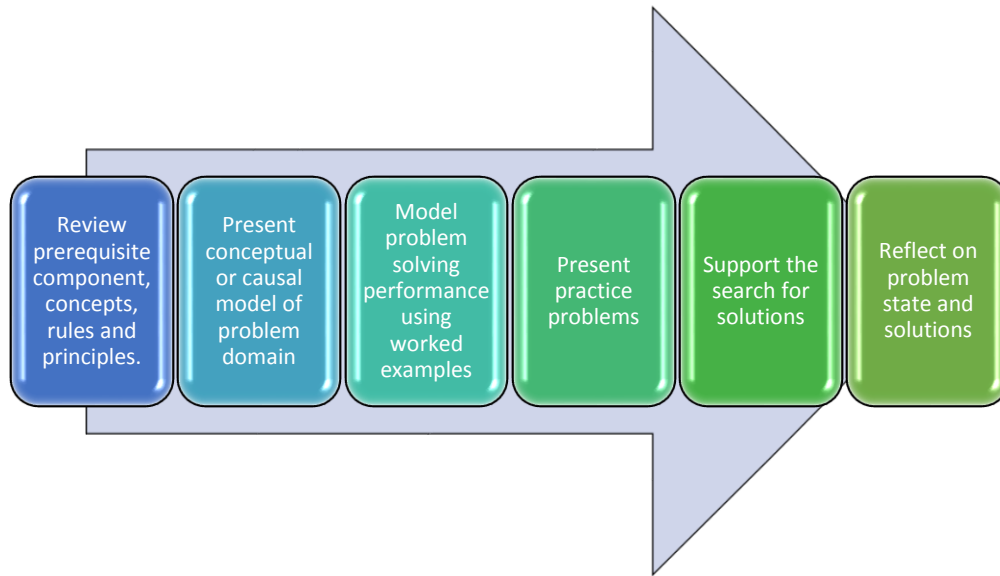 Review
prerequisite
component,
concepts,
rules and
principles.
Present
conceptual
or causal
model of
problem
domain
Model
problem
solving
performance
using
worked
examples
Present
practice
problems
Support the
search for
solutions
Reflect on
problem
state and
solutions